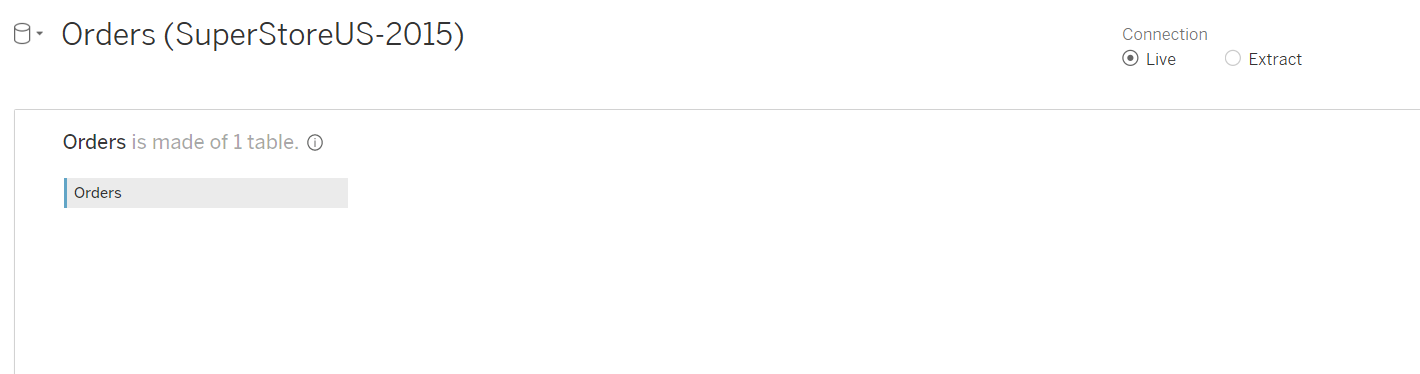 Orders (SuperStoreUS-2015)
Connection
Live Extract
Orders is made of 1 table.
Orders